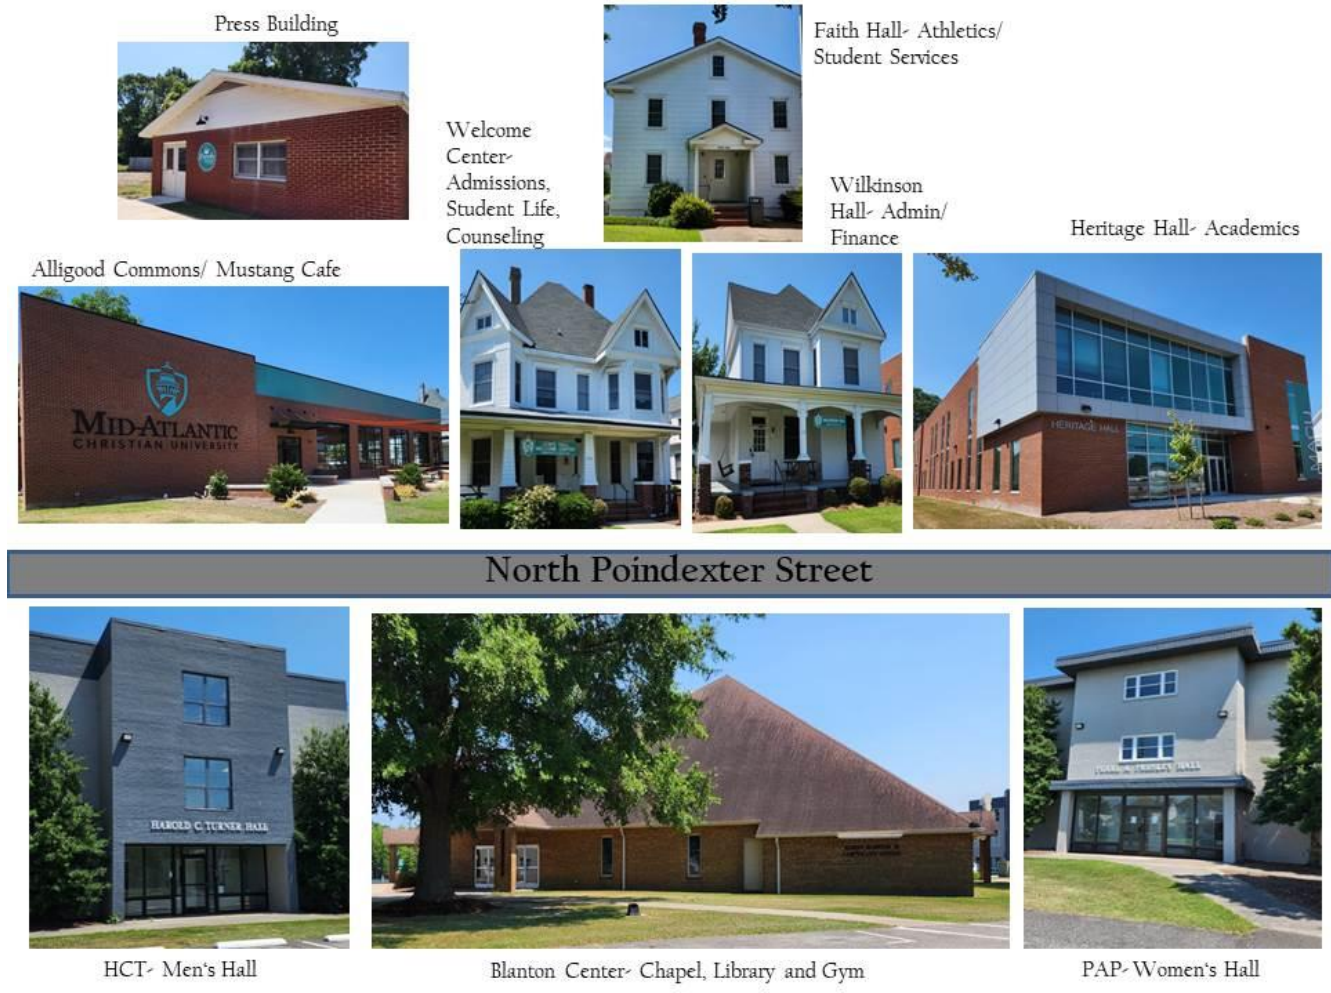 Press Building
Faith Hall- Athletics/
Student Services
Welcome
Center-
Admissions,
Student Life,
Counseling
Wilkinson
Hall- Admin/
Finance
Heritage Hall- Academics
Alligood Commons/ Mustang Cafe
MID-ATLANTIC
CHRISTIAN UNIVERSITY
HERITAGE HALL
MACU
North Poindexter Street
HAROLD C. TURNER HALL
HCT- Men's Hall
Blanton Center- Chapel, Library and Gym
PAP-Women's Hall